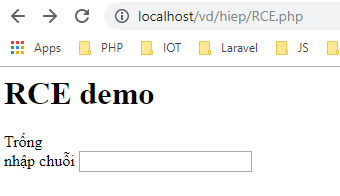 localhost/vd/hiep/RCE.php
Apps PHP IOT Laravel JS
RCE demo
Trống
nhập chuỗi